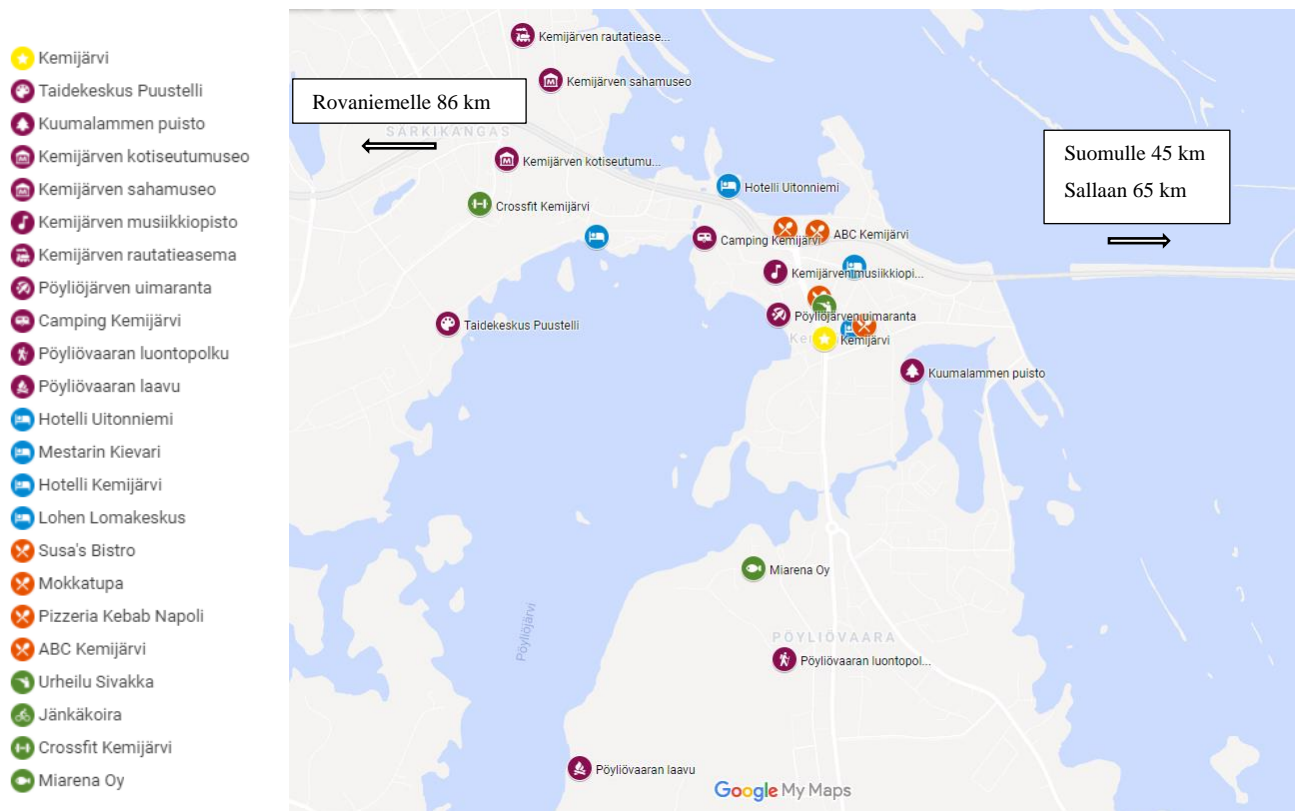 Kemijärvi
Taidekeskus Puustelli
Kuumalammen puisto
Kemijärven kotiseutumuseo
Kemijärven sahamuseo
Kemijärven musiikkiopisto
Kemijärven rautatieasema
Pöyliöjärven uimaranta
Camping Kemijärvi
Pöyliövaaran luontopolku
Pöyliövaaran laavu
Hotelli Uitonniemi
Mestarin Kievari
Hotelli Kemijärvi
Lohen Lomakeskus
Susa's Bistro
Mokkatupa
Pizzeria Kebab Napoli
ABC Kemijärvi
Urheilu Sivakka
Jänkäkoira
Crossfit Kemijärvi
Miarena Oy
Kemijärven rautatiease...
Kemijärven sahamuseo
Rovaniemelle 86 km
SÄRKIKANGAS
Kemijärven kotiseutumu...
Suomulle 45 km
Sallaan 65 km
Hotelli Uitonniemi
Crossfit Kemijärvi
Camping Kemijärvi
ABC Kemijärvi
Kemijärven musiikkiopi...
Taidekeskus Puustelli
Pöyliöjärven uimaranta
Kemijärvi
Kuumalammen puisto
Miarena Oy
Pöyliöjärvi
PÖYLIÖVAARA
Pöyliövaaran luontopol...
Pöyliövaaran laavu
Google My Maps